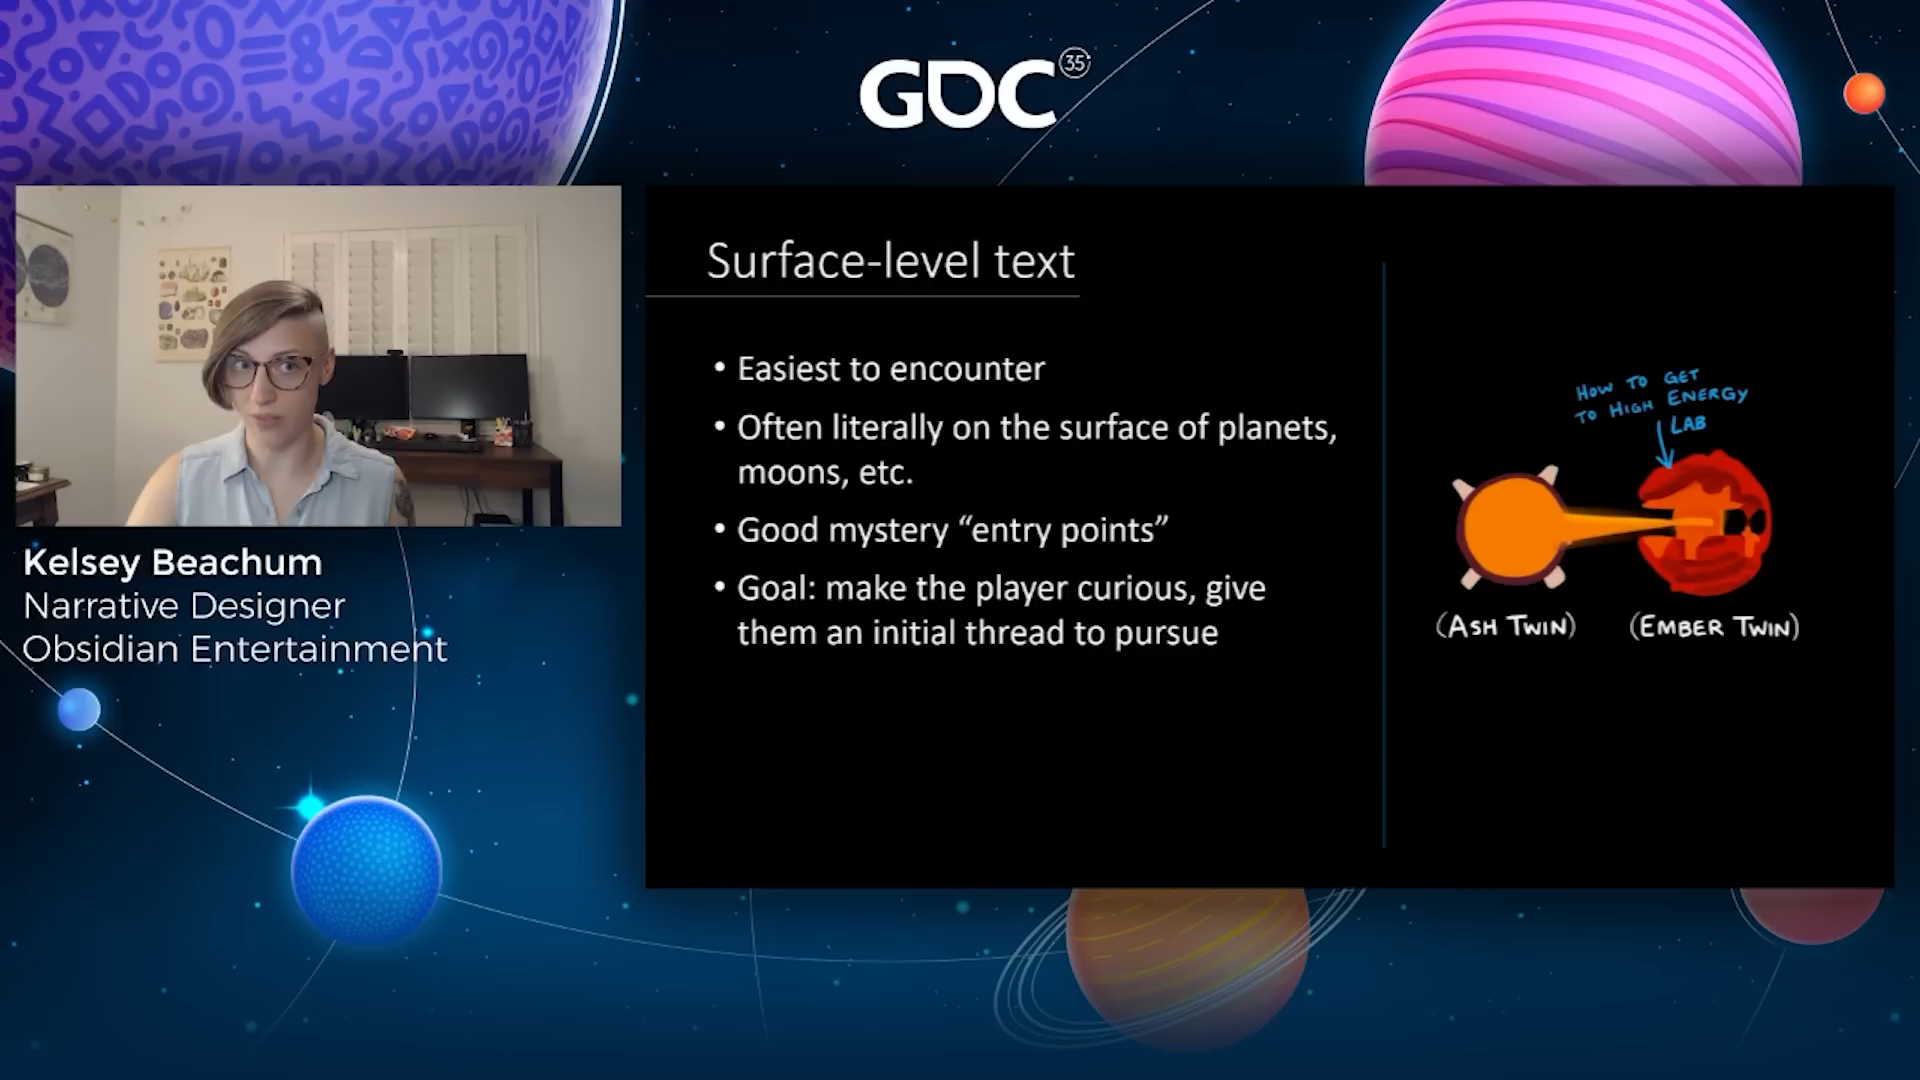 GDC 35
Kelsey Beachum
Narrative Designer
Obsidian Entertainment
Surface-level text
• Easiest to encounter
• Often literally on the surface of planets,
moons, etc.
• Good mystery “entry points”
• Goal: make the player curious, give
them an initial thread to pursue
HOW TO GET
TO HIGH ENERGY
LAB
(ASH TWIN) (EMBER TWIN)